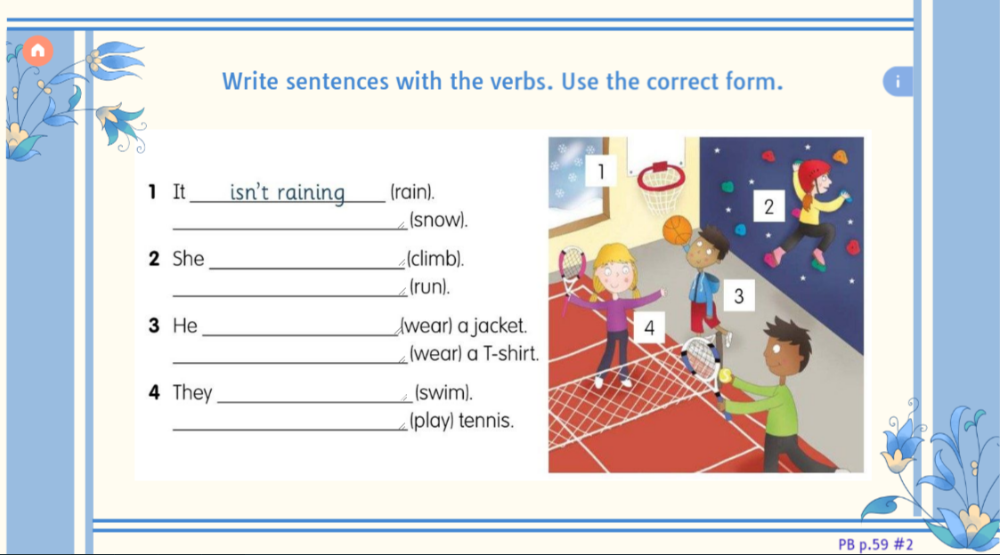 Write sentences with the verbs. Use the correct form.
i
1 It isn't raining (rain).
(snow).
2 She (climb).
(run).
3 He (wear) a jacket.
(wear) a T-shirt.
4 They (swim).
(play) tennis.
1
2
3
4
PB p.59 #2